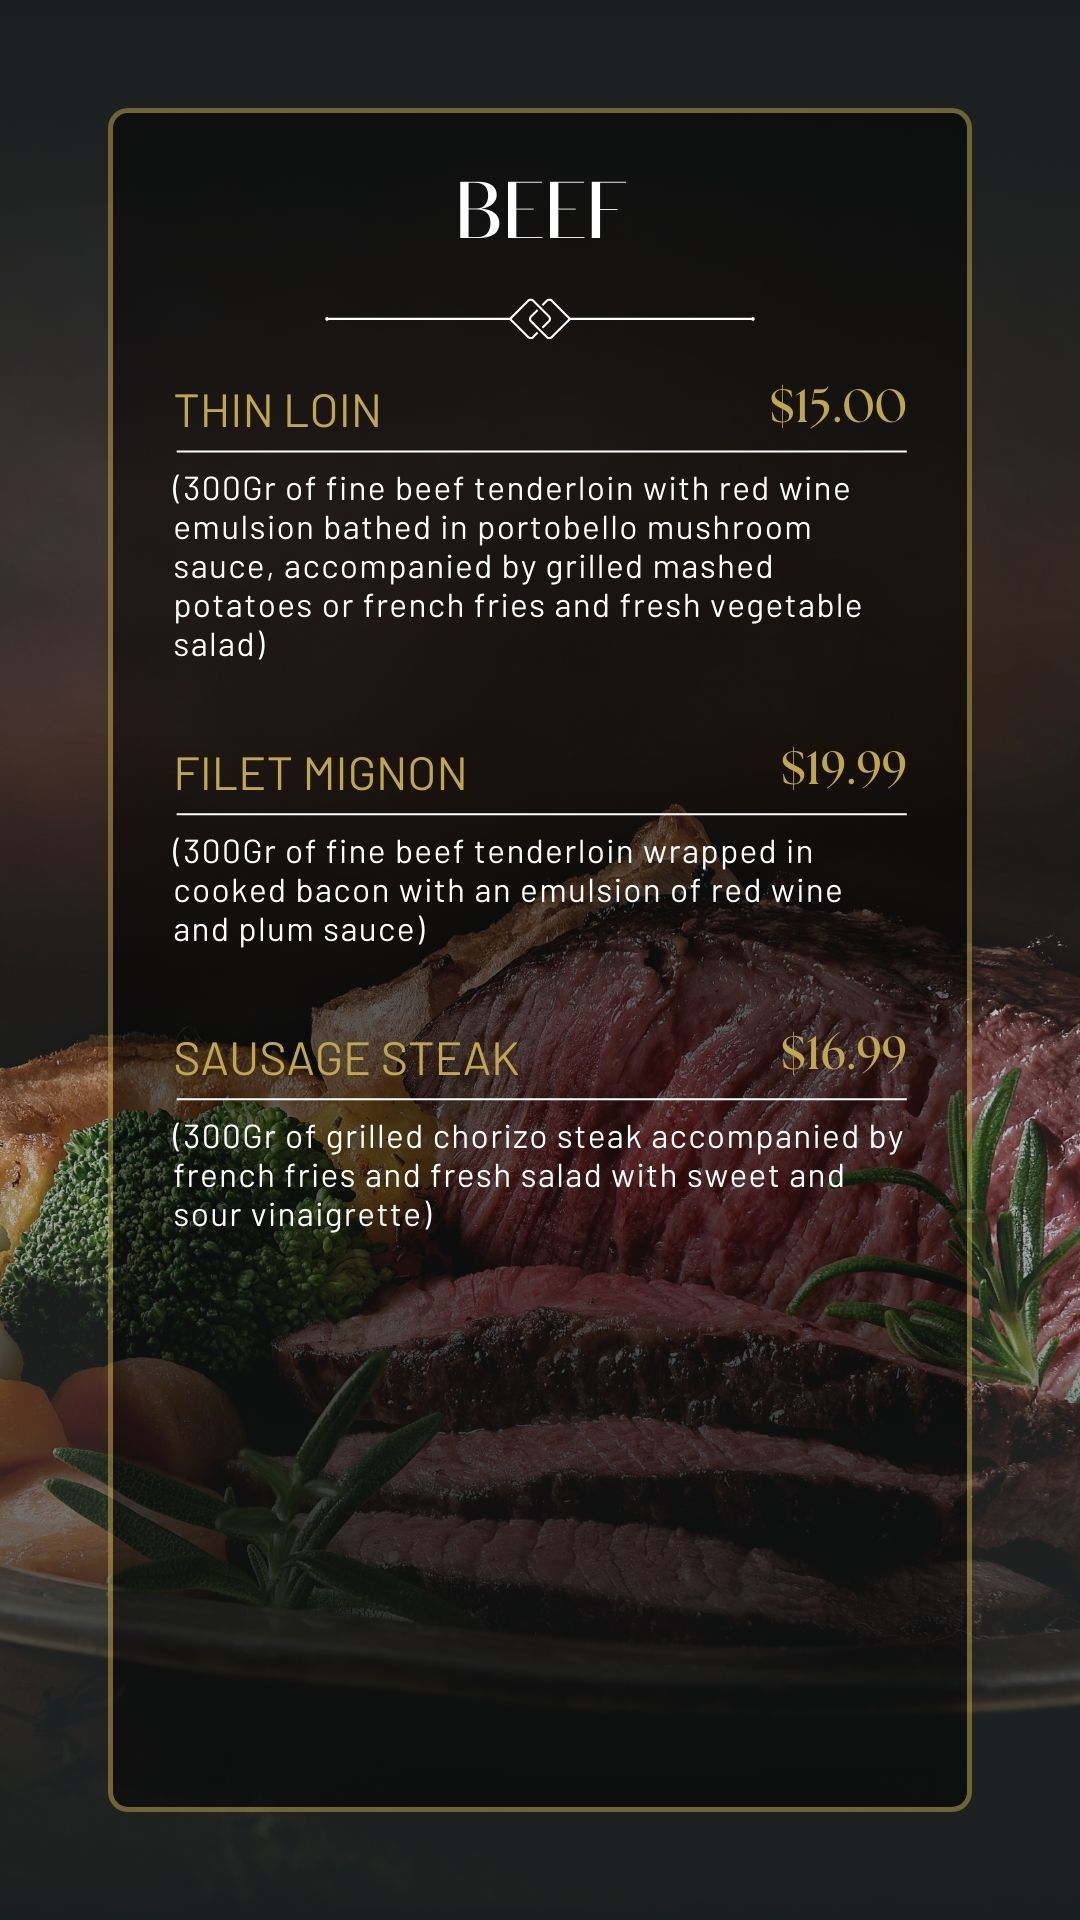 BEEF
THIN LOIN $15.00
(300Gr of fine beef tenderloin with red wine
emulsion bathed in portobello mushroom
sauce, accompanied by grilled mashed
potatoes or french fries and fresh vegetable
salad)
FILET MIGNON $19.99
(300Gr of fine beef tenderloin wrapped in
cooked bacon with an emulsion of red wine
and plum sauce)
SAUSAGE STEAK $16.99
(300Gr of grilled chorizo steak accompanied by
french fries and fresh salad with sweet and
sour vinaigrette)